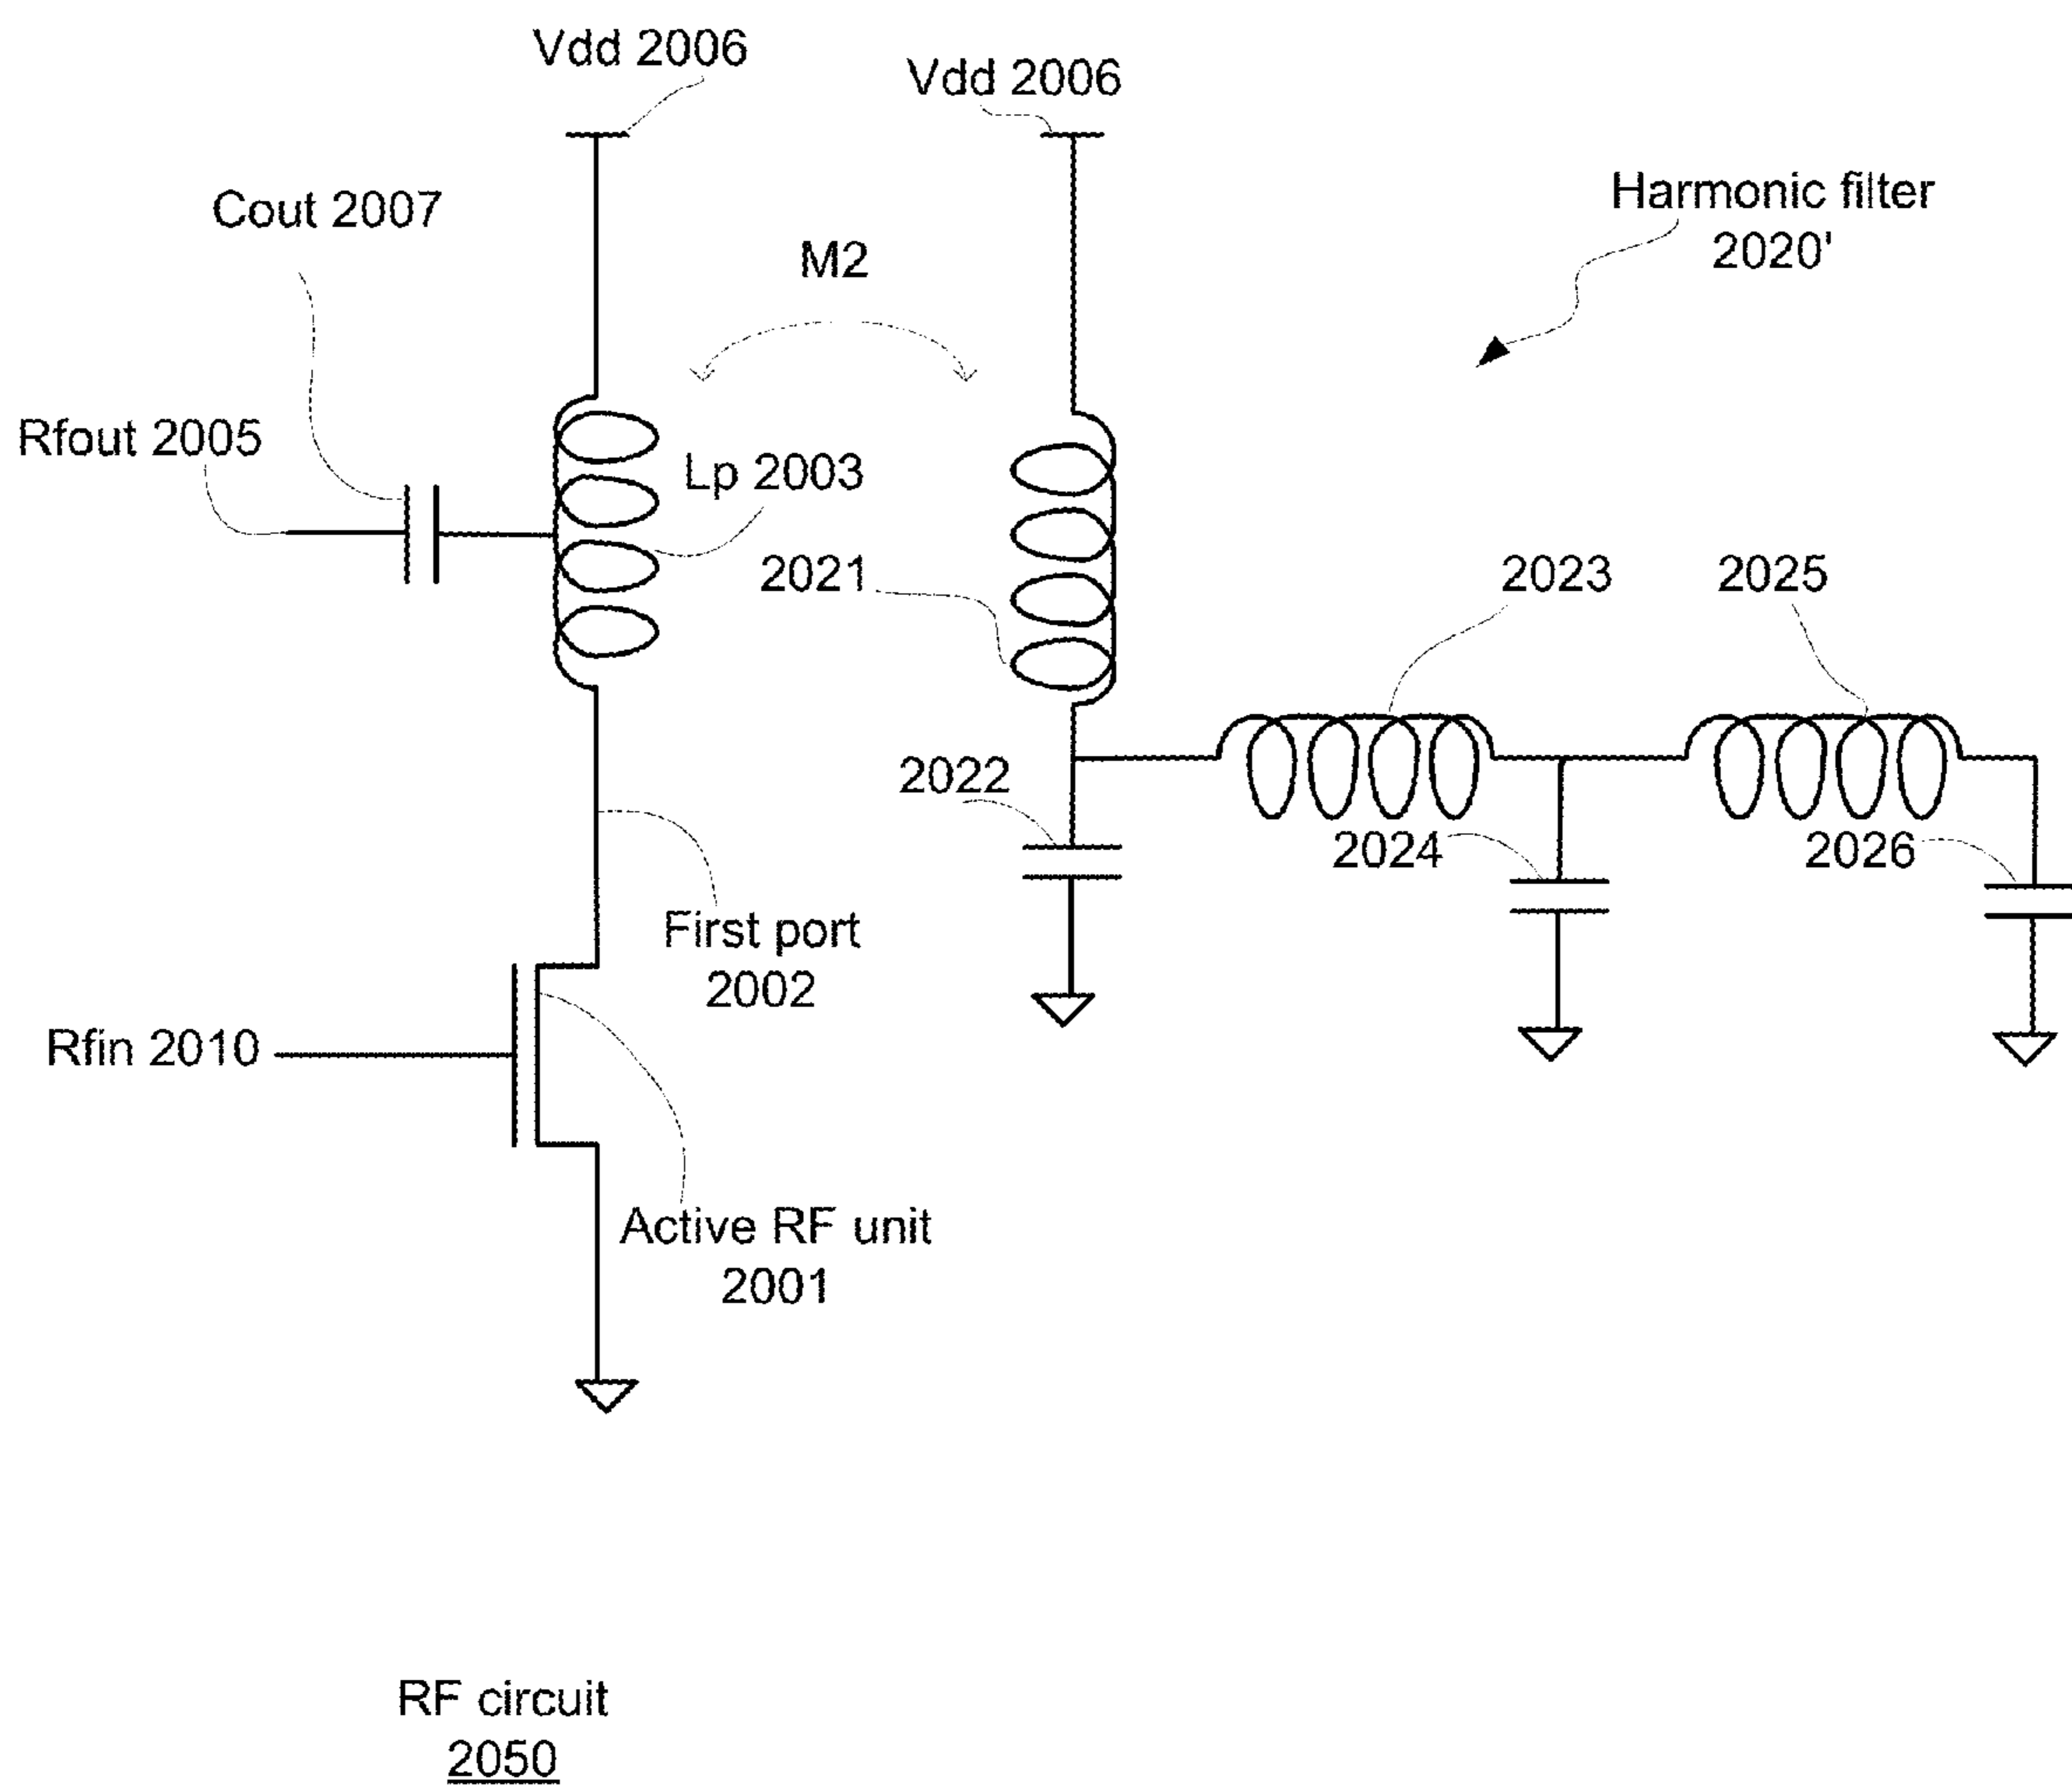 Vdd 2006
Vdd 2006
Harmonic filter
2020'
Cout 2007
M2
Rfout 2005
Lp 2003
2021
2023
2025
2022
2024
2026
First port
2002
Rfin 2010
Active RF unit
2001
RF circuit
2050